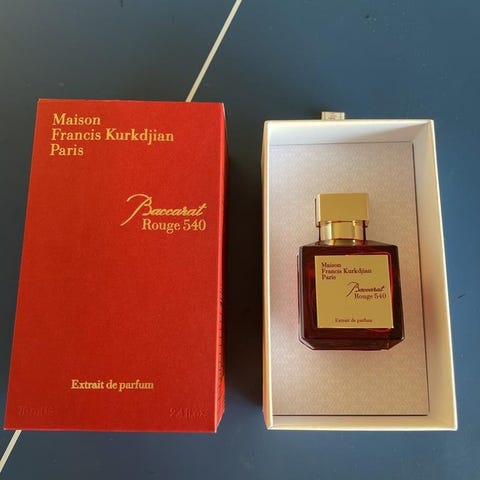 Maison
Francis Kurkdjian
Paris
Baccarat
Rouge 540
Extrait de parfum
2.4 fl.oz.
Maison
Francis Kurkdjian
Paris
Baccarat
Rouge 540
Extrait de parfum